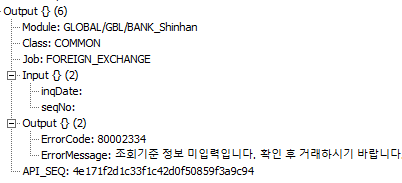 Output {} (6)
Module: GLOBAL/GBL/BANK_Shinhan
Class: COMMON
Job: FOREIGN_EXCHANGE
Input {} (2)
inqDate:
seqNo:
Output {} (2)
ErrorCode: 80002334
ErrorMessage: 조회기준 정보 미입력입니다. 확인 후 거래하시기 바랍니다
API_SEQ: 4e171f2d1c33f1c42d0f50859f3a9c94